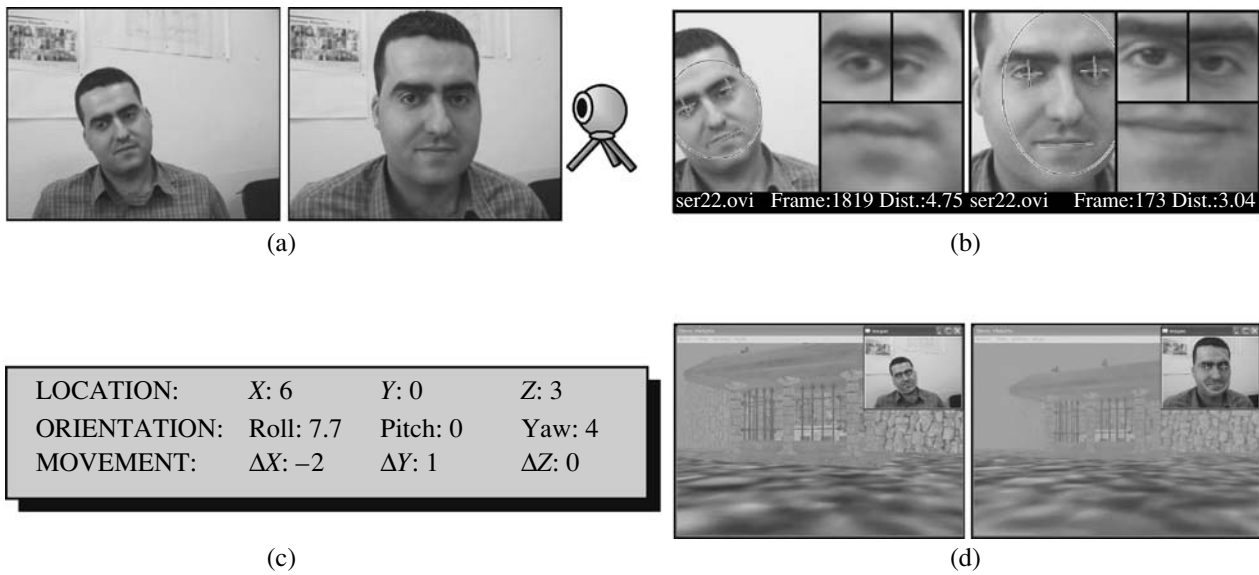 (a)
ser22.ovi Frame:1819 Dist.:4.75 ser22.ovi Frame:173 Dist.:3.04
(b)
LOCATION: X: 6 Y: 0 Z: 3
ORIENTATION: Roll: 7.7 Pitch: 0 Yaw: 4
MOVEMENT: ΔX: –2 ΔY: 1 ΔZ: 0
(c)
(d)